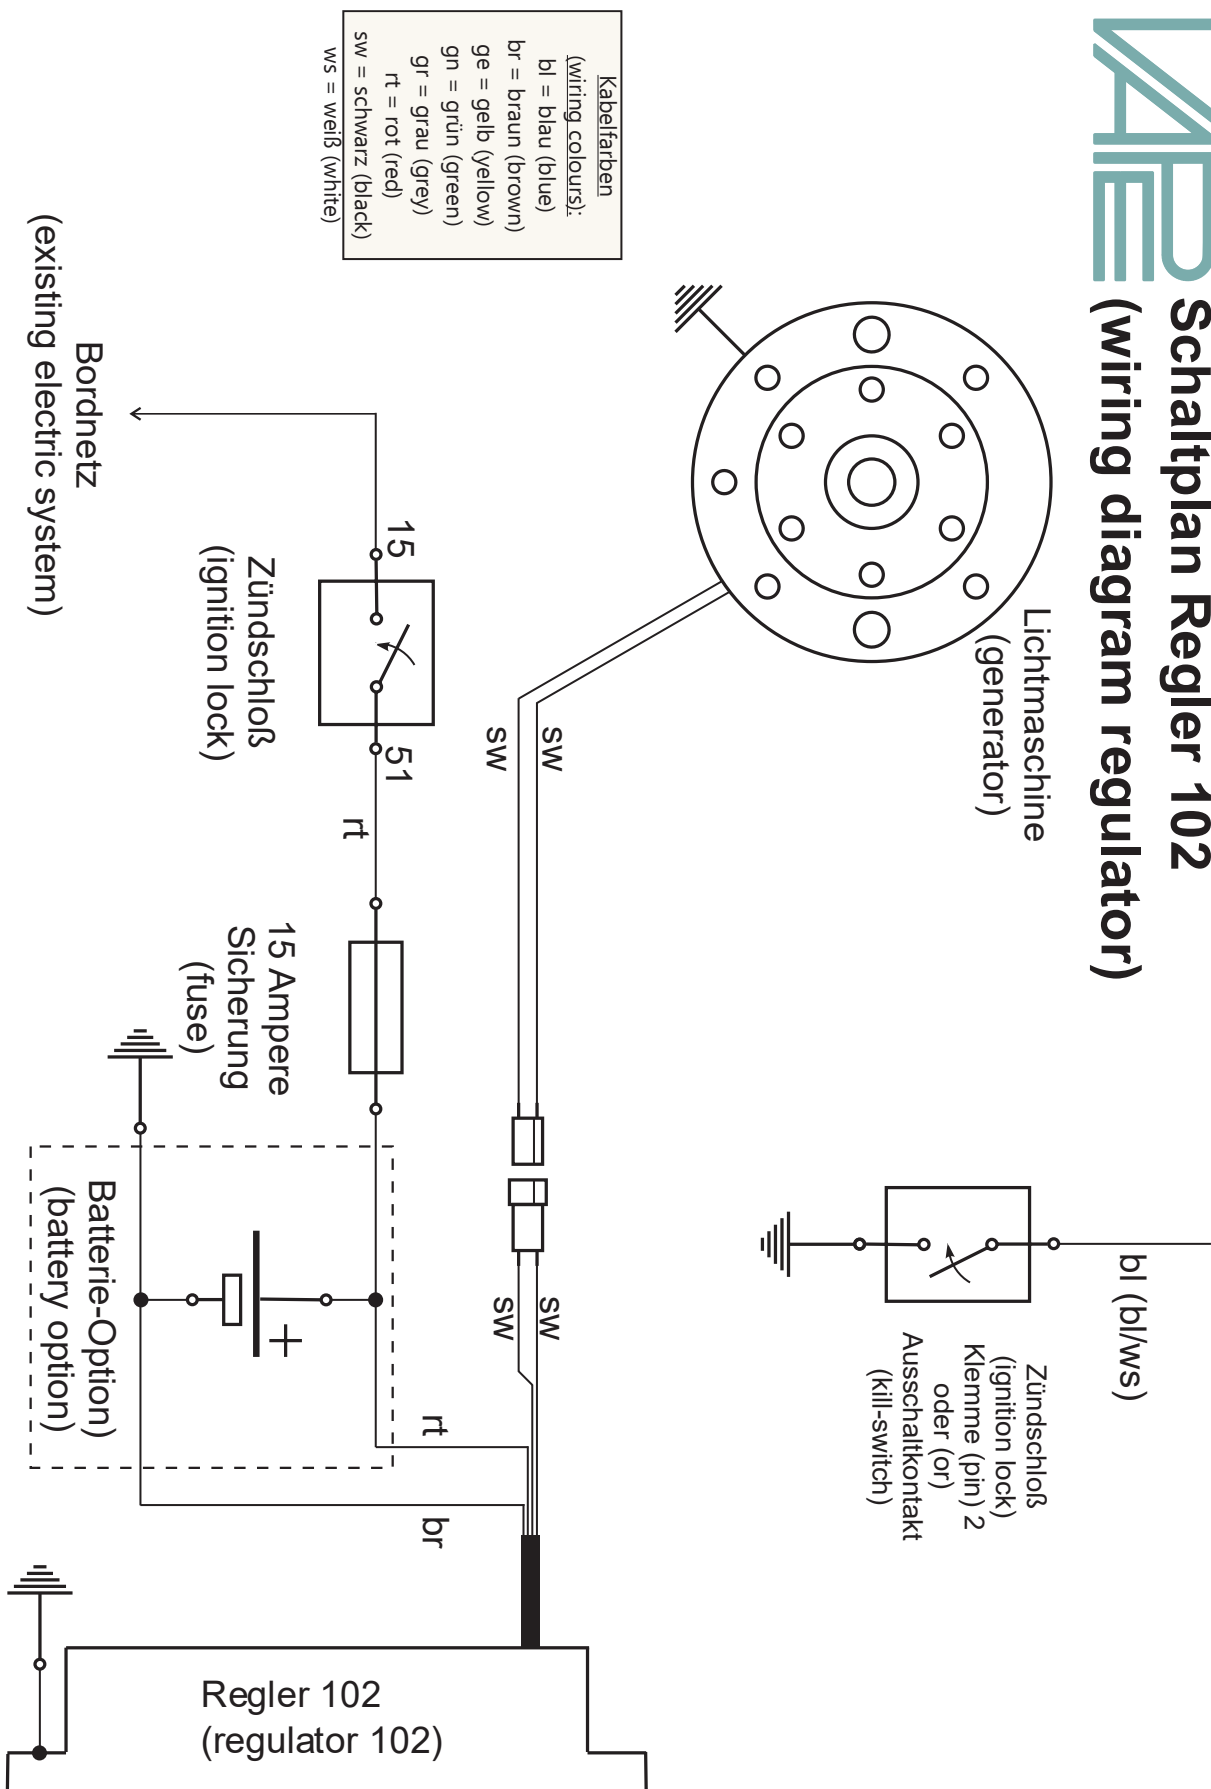 VAPE
Schaltplan Regler 102
(wiring diagram regulator)
Kabelfarben
(wiring colours):
bl = blau (blue)
br = braun (brown)
ge = gelb (yellow)
gn = grün (green)
gr = grau (grey)
rt = rot (red)
sw = schwarz (black)
ws = weiß (white)
Lichtmaschine
(generator)
sw
sw
sw
sw
bl (bl/ws)
Zündschloß
(ignition lock)
Klemme (pin) 2
oder (or)
Ausschaltkontakt
(kill-switch)
Bordnetz
(existing electric system)
15
Zündschloß
(ignition lock)
51
rt
15 Ampere
Sicherung
(fuse)
+
Batterie-Option)
(battery option)
rt
br
Regler 102
(regulator 102)